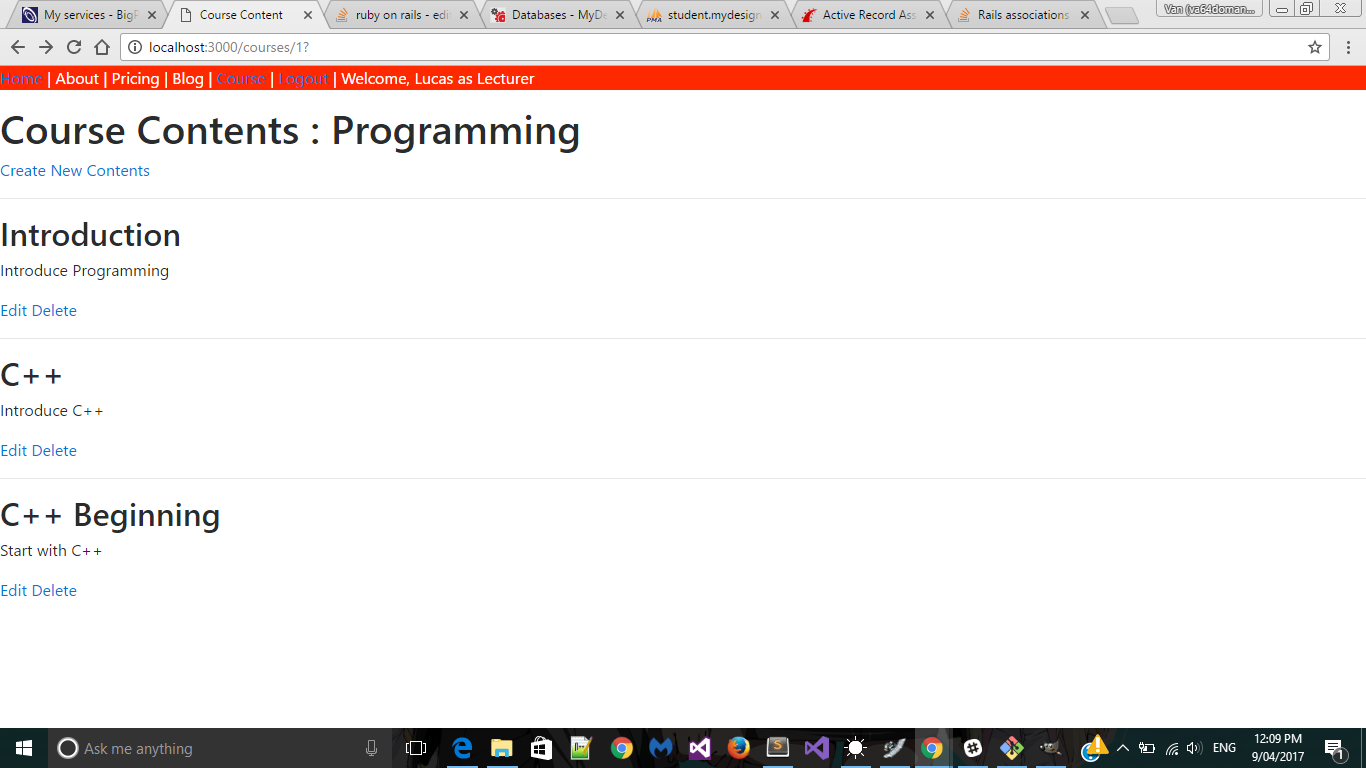 My services - BigF
Course Content
ruby on rails - edi
Databases - MyDe
student.mydesign
Active Record Ass
Rails associations
Van (va64doman...
localhost:3000/courses/1?
Home | About | Pricing | Blog | Course | Logout | Welcome, Lucas as Lecturer
Course Contents : Programming
Create New Contents
Introduction
Introduce Programming
Edit Delete
C++
Introduce C++
Edit Delete
C++ Beginning
Start with C++
Edit Delete
Ask me anything
ENG
12:09 PM
9/04/2017
1